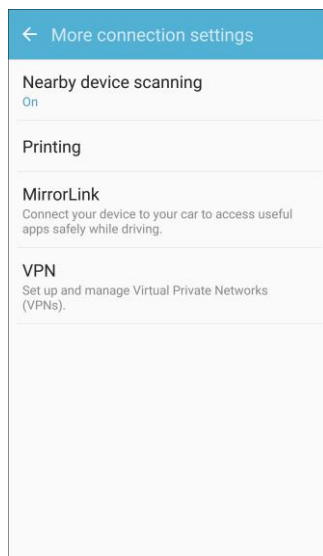 More connection settings
Nearby device scanning
On
Printing
MirrorLink
Connect your device to your car to access useful
apps safely while driving.
VPN
Set up and manage Virtual Private Networks
(VPNs).